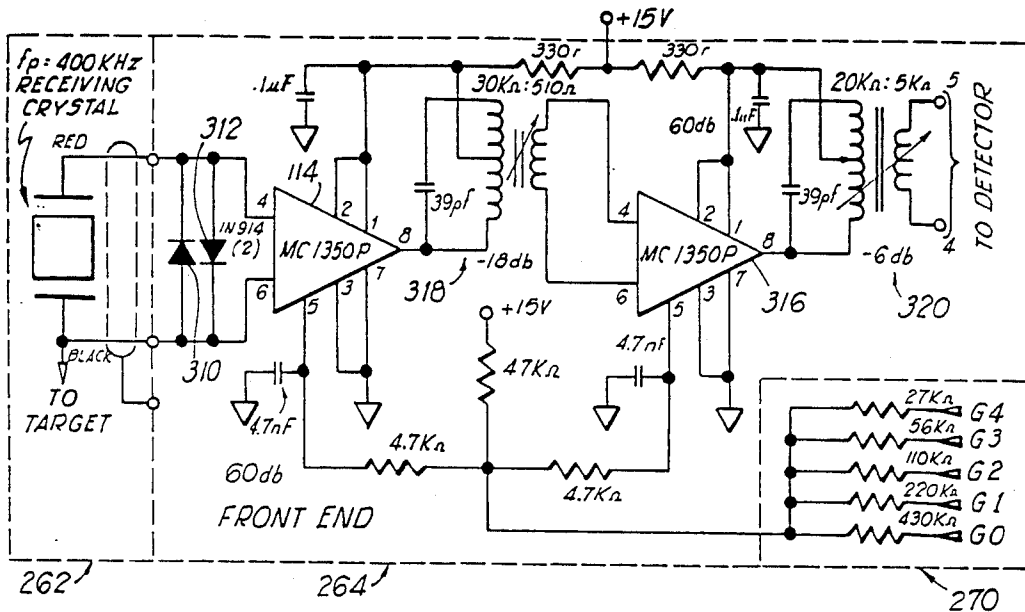 +15V
fp = 400KHz
RECEIVING
CRYSTAL
312
RED
.1uF
330r
330r
30KΩ:510Ω
20KΩ:5KΩ
60db
.1uF
5
114
4
2
1
8
IN914
(2)
MC1350P
39pf
6
5
3
7
-18db
318
4
2
1
8
MC1350P
39pf
6
5
3
7
-6db
316
320
4
TO DETECTOR
BLACK
310
TO
TARGET
+15V
47KΩ
4.7nF
4.7nF
60db
4.7KΩ
4.7KΩ
FRONT END
27KΩ G4
56KΩ G3
110KΩ G2
220KΩ G1
430KΩ G0
262
264
270